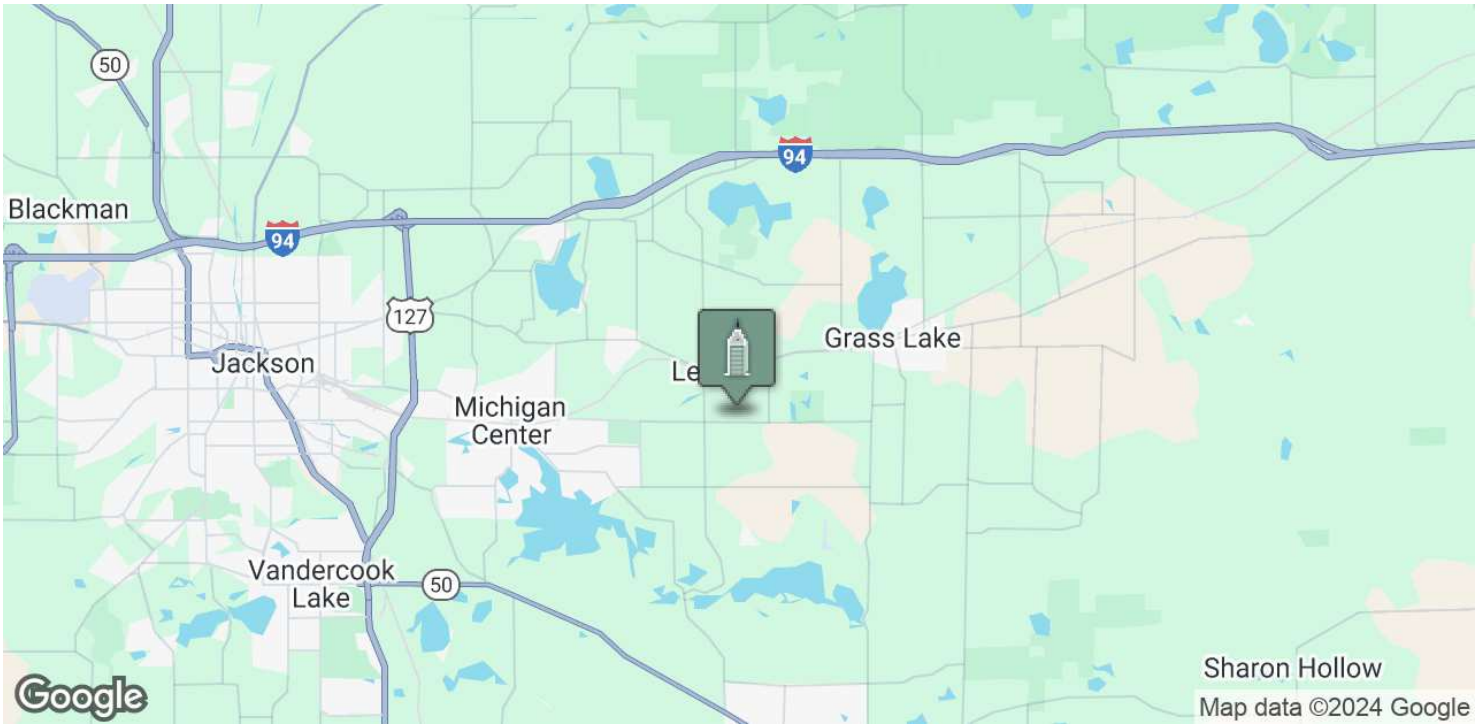 50
94
Blackman
94
127
Grass Lake
Jackson
Le
Michigan
Center
Vandercook
Lake
50
Sharon Hollow
Google
Map data ©2024 Google